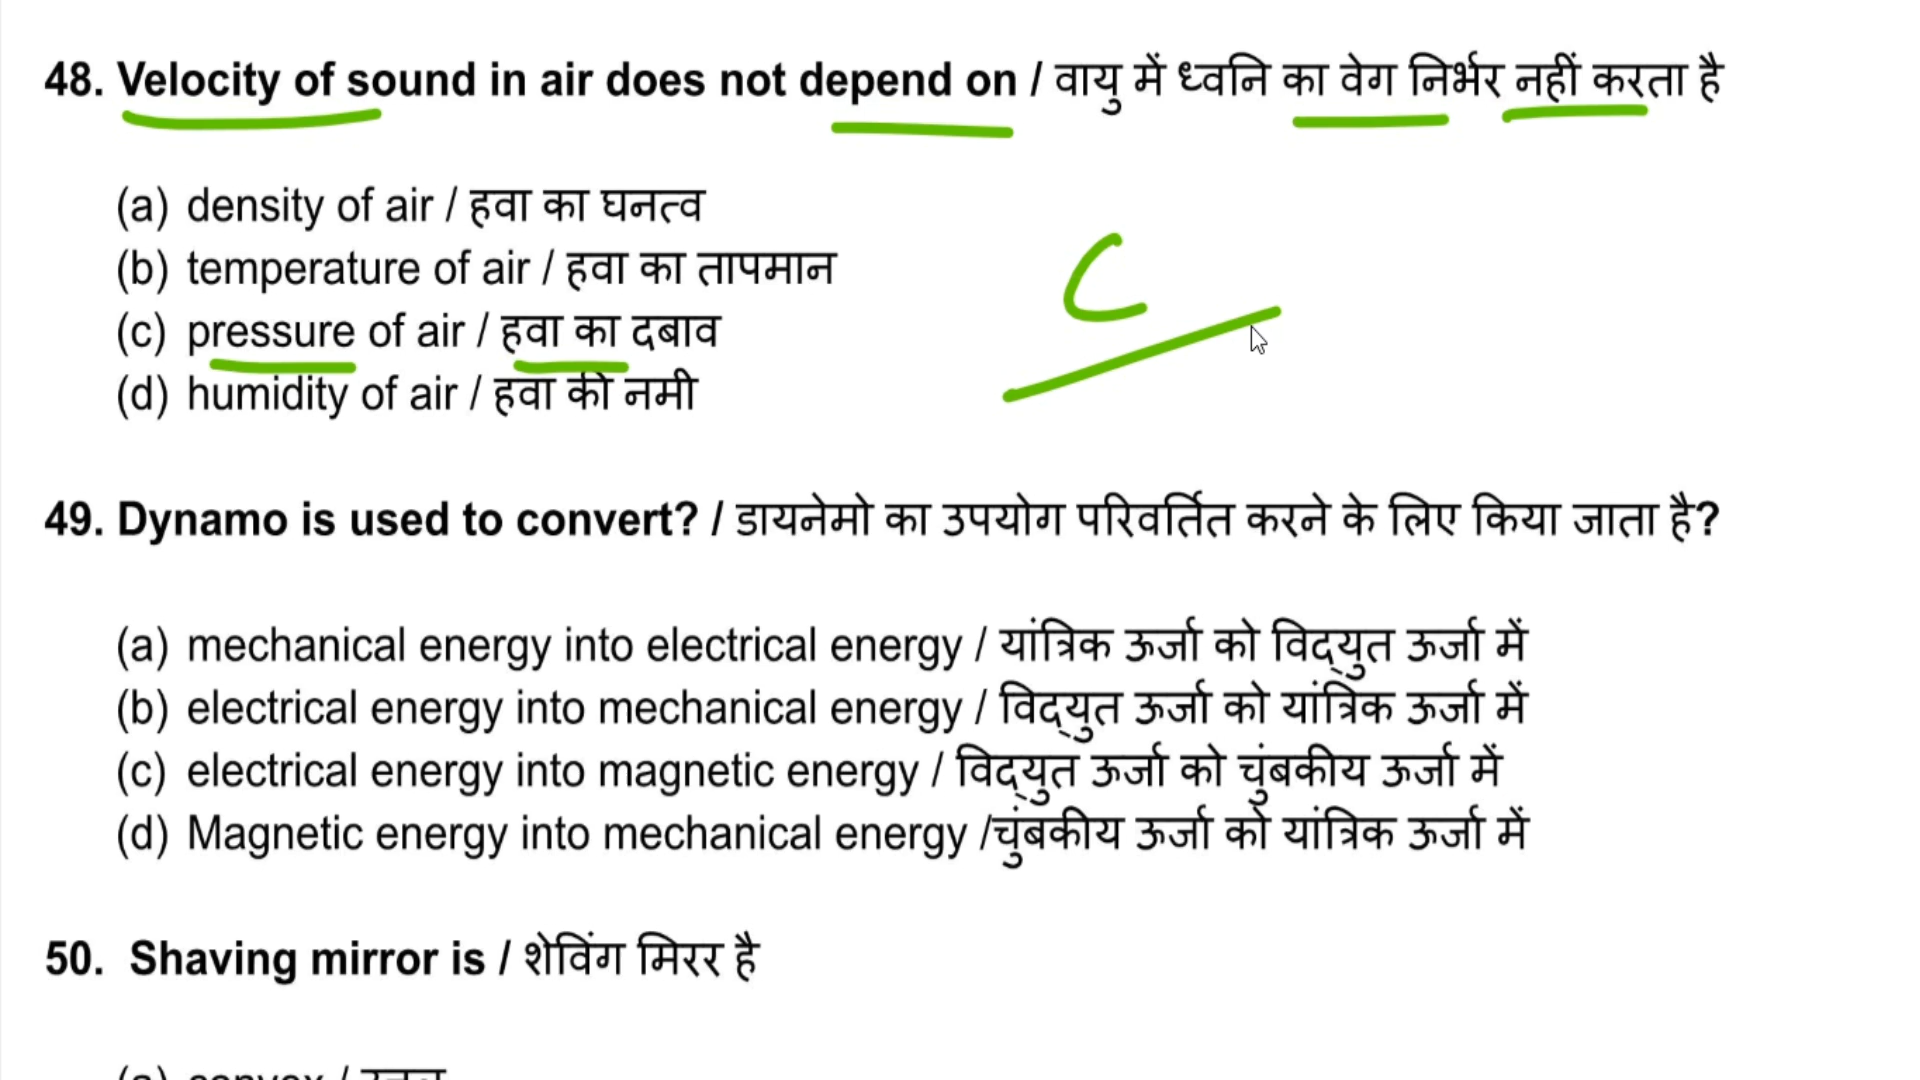 48. Velocity of sound in air does not depend on / वायु में ध्वनि का वेग निर्भर नहीं करता है
(a) density of air / हवा का घनत्व
(b) temperature of air / हवा का तापमान
C
(c) pressure of air / हवा का दबाव
(d) humidity of air / हवा की नमी
49. Dynamo is used to convert? / डायनेमो का उपयोग परिवर्तित करने के लिए किया जाता है?
(a) mechanical energy into electrical energy / यांत्रिक ऊर्जा को विद्युत ऊर्जा में
(b) electrical energy into mechanical energy / विद्युत ऊर्जा को यांत्रिक ऊर्जा में
(c) electrical energy into magnetic energy / विद्युत ऊर्जा को चुंबकीय ऊर्जा में
(d) Magnetic energy into mechanical energy /चुंबकीय ऊर्जा को यांत्रिक ऊर्जा में
50. Shaving mirror is / शेविंग मिरर है
(a) convex /